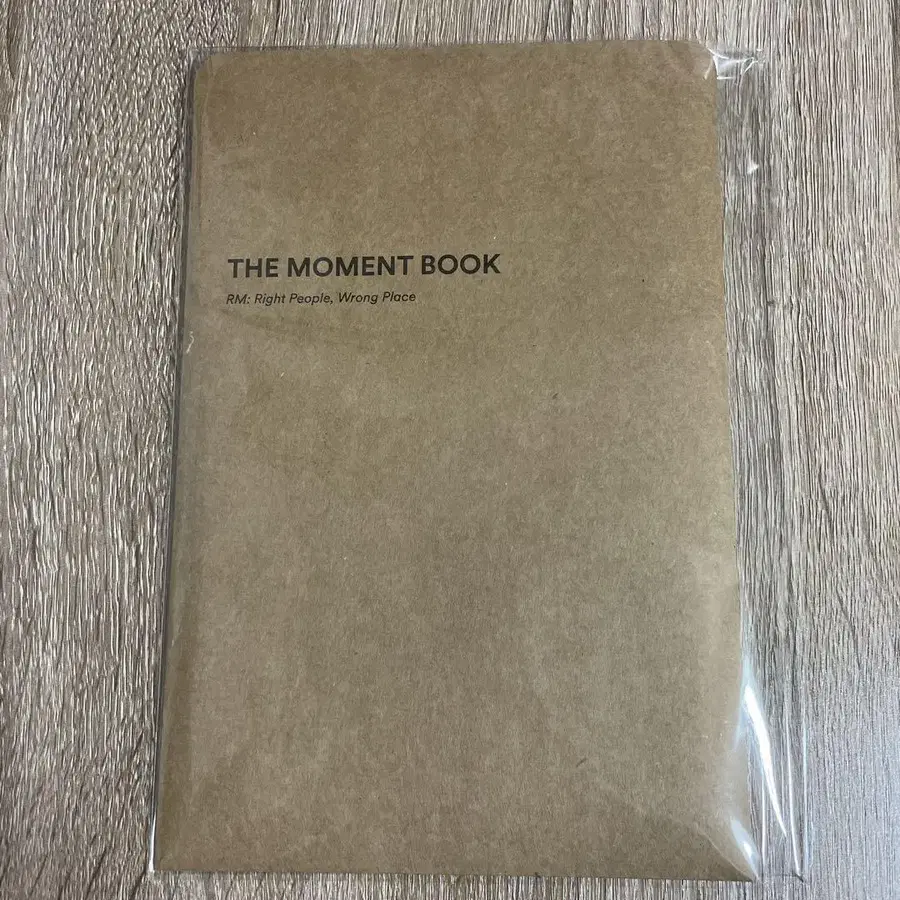 THE MOMENT BOOK
RM: Right People, Wrong Place